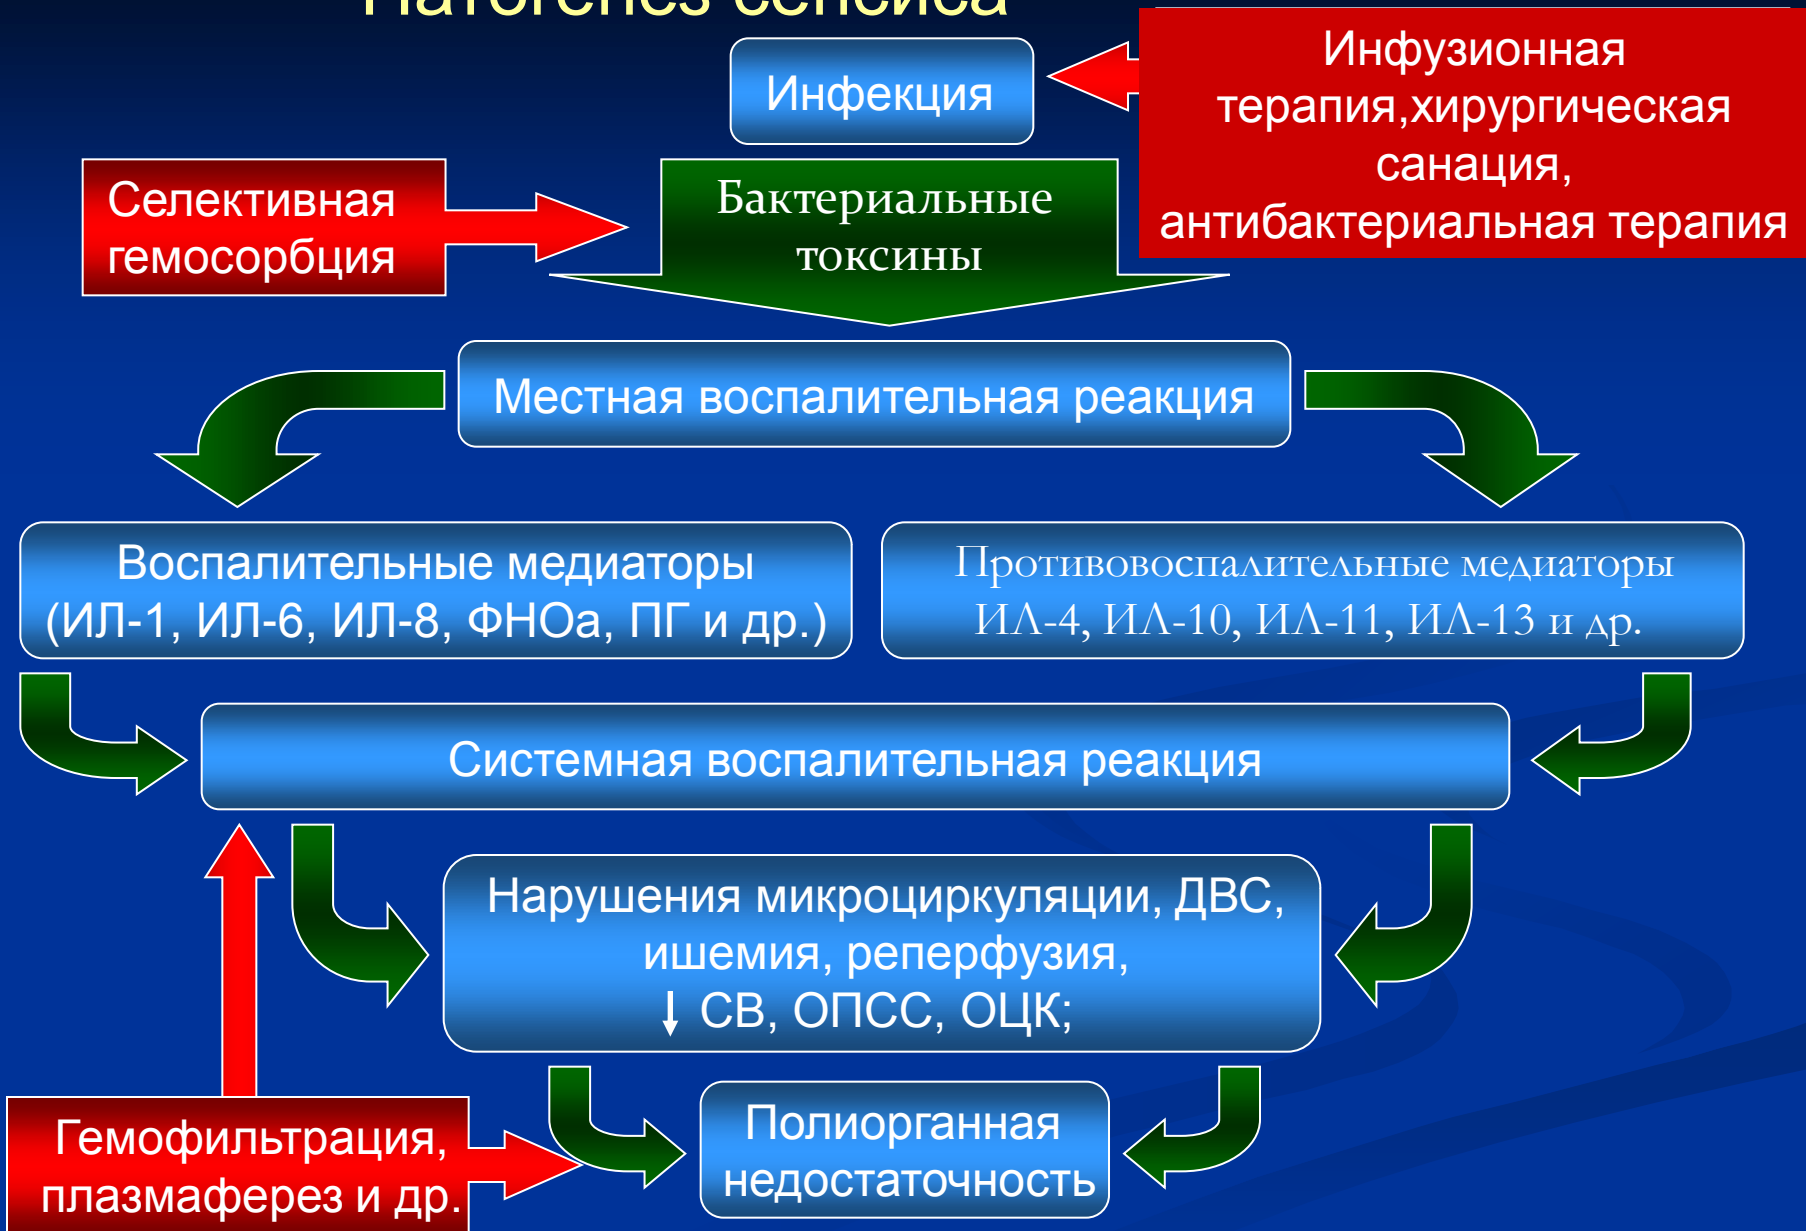 Патогенез сепсиса
Инфекция
Инфузионная
терапия,хирургическая
санация,
антибактериальная терапия
Селективная
гемосорбция
Бактериальные
токсины
Местная воспалительная реакция
Воспалительные медиаторы
(ИЛ-1, ИЛ-6, ИЛ-8, ФНОа, ПГ и др.)
Противовоспалительные медиаторы
ИЛ-4, ИЛ-10, ИЛ-11, ИЛ-13 и др.
Системная воспалительная реакция
Нарушения микроциркуляции, ДВС,
ишемия, реперфузия,
↓ СВ, ОПСС, ОЦК;
Гемофильтрация,
плазмаферез и др.
Полиорганная
недостаточность